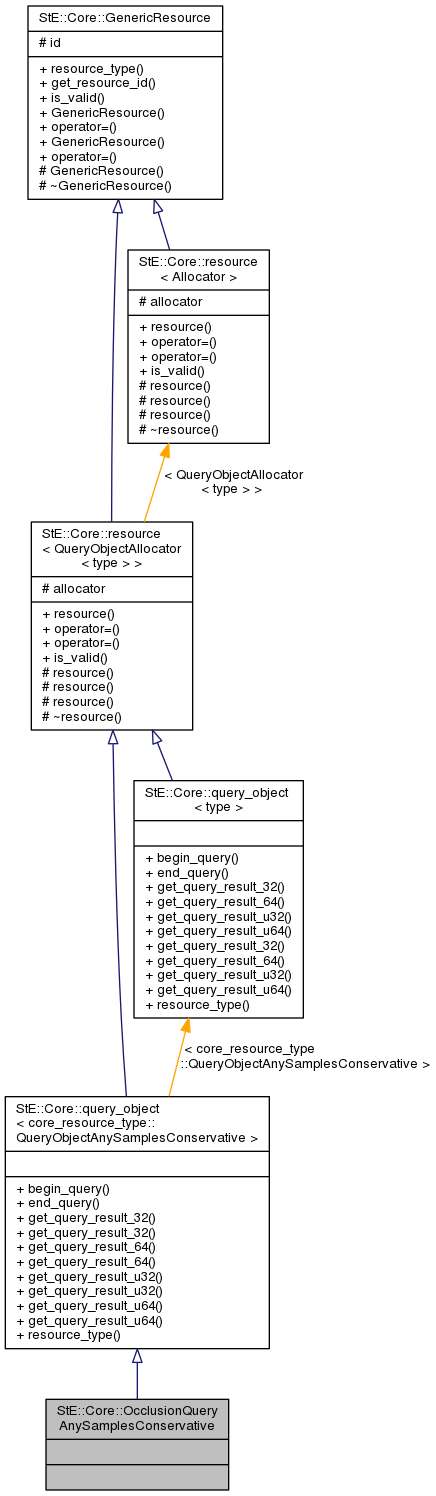 StE::Core::GenericResource
# id
+ resource_type()
+ get_resource_id()
+ is_valid()
+ GenericResource()
+ operator=()
+ GenericResource()
+ operator=()
# GenericResource()
# ~GenericResource()
StE::Core::resource
< Allocator >
# allocator
+ resource()
+ operator=()
+ operator=()
+ is_valid()
# resource()
# resource()
# resource()
# ~resource()
< QueryObjectAllocator
< type > >
StE::Core::resource
< QueryObjectAllocator
< type > >
# allocator
+ resource()
+ operator=()
+ operator=()
+ is_valid()
# resource()
# resource()
# resource()
# ~resource()
StE::Core::query_object
< type >
+ begin_query()
+ end_query()
+ get_query_result_32()
+ get_query_result_64()
+ get_query_result_u32()
+ get_query_result_u64()
+ get_query_result_32()
+ get_query_result_64()
+ get_query_result_u32()
+ get_query_result_u64()
+ resource_type()
< core_resource_type
::QueryObjectAnySamplesConservative >
StE::Core::query_object
< core_resource_type::
QueryObjectAnySamplesConservative >
+ begin_query()
+ end_query()
+ get_query_result_32()
+ get_query_result_32()
+ get_query_result_64()
+ get_query_result_64()
+ get_query_result_u32()
+ get_query_result_u32()
+ get_query_result_u64()
+ get_query_result_u64()
+ resource_type()
StE::Core::OcclusionQuery
AnySamplesConservative